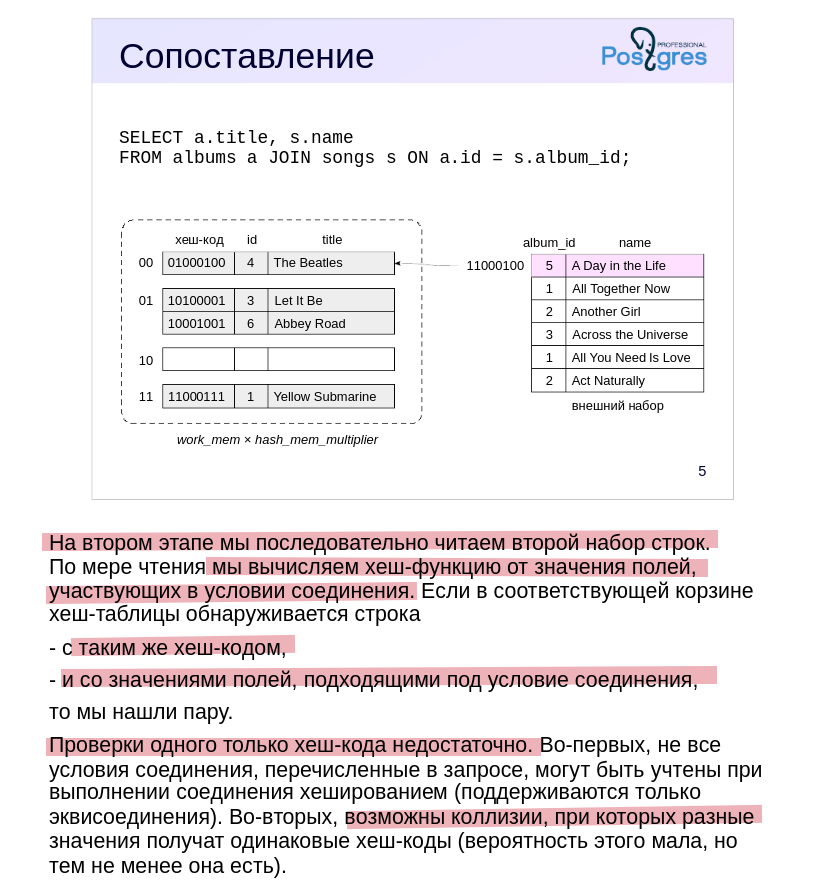 Сопоставление
PROFESSIONAL
Postgres
SELECT a.title, s.name
FROM albums a JOIN songs s ON a.id = s.album_id;
хеш-код id title
00 01000100 4 The Beatles
01 10100001 3 Let It Be
10001001 6 Abbey Road
10
11 11000111 1 Yellow Submarine
work_mem × hash_mem_multiplier
album_id name
11000100 5 A Day in the Life
1 All Together Now
2 Another Girl
3 Across the Universe
1 All You Need Is Love
2 Act Naturally
внешний набор
5
На втором этапе мы последовательно читаем второй набор строк.
По мере чтения мы вычисляем хеш-функцию от значения полей,
участвующих в условии соединения. Если в соответствующей корзине
хеш-таблицы обнаруживается строка
- с таким же хеш-кодом,
- и со значениями полей, подходящими под условие соединения,
то мы нашли пару.
Проверки одного только хеш-кода недостаточно. Во-первых, не все
условия соединения, перечисленные в запросе, могут быть учтены при
выполнении соединения хешированием (поддерживаются только
эквисоединения). Во-вторых, возможны коллизии, при которых разные
значения получат одинаковые хеш-коды (вероятность этого мала, но
тем не менее она есть).